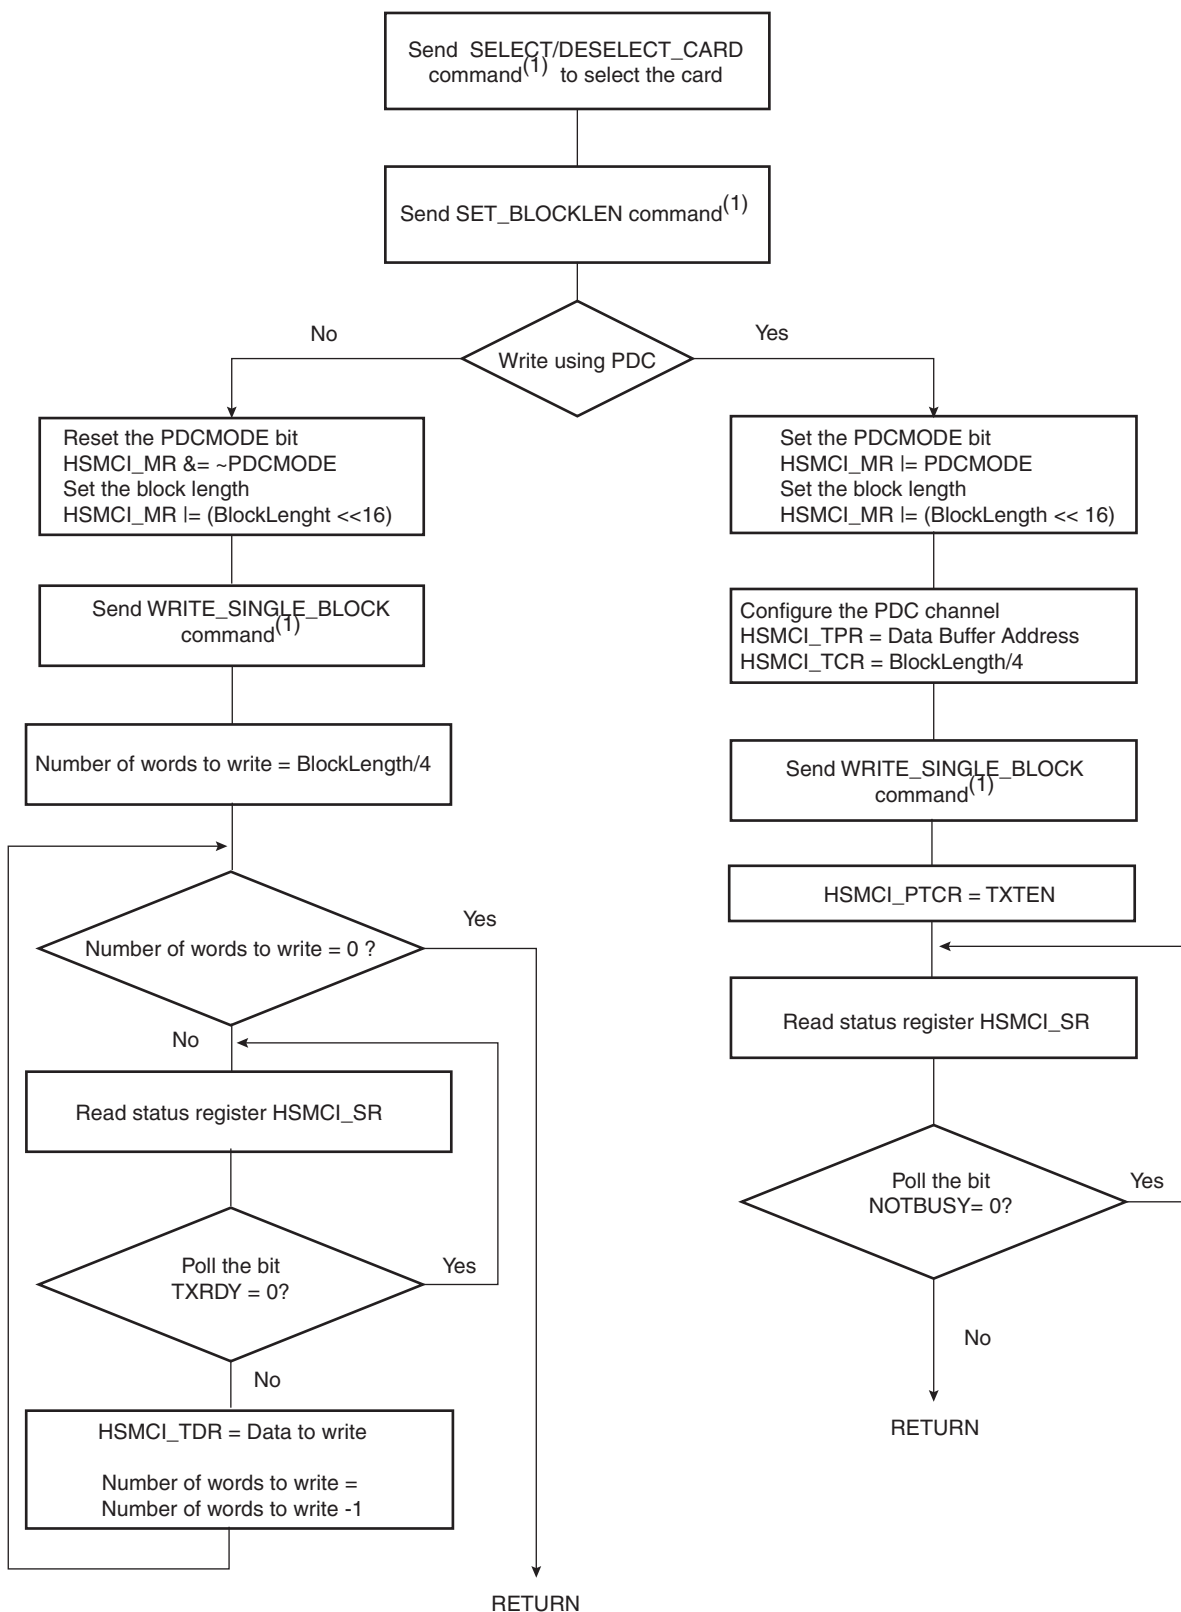 Send SELECT/DESELECT_CARD
command(1) to select the card
Send SET_BLOCKLEN command(1)
No
Yes
Write using PDC
Reset the PDCMODE bit
HSMCI_MR &= ~PDCMODE
Set the block length
HSMCI_MR |= (BlockLenght <<16)
Send WRITE_SINGLE_BLOCK
command(1)
Number of words to write = BlockLength/4
Number of words to write = 0 ?
Yes
No
Read status register HSMCI_SR
Poll the bit
TXRDY = 0?
Yes
No
HSMCI_TDR = Data to write
Number of words to write =
Number of words to write -1
RETURN
Set the PDCMODE bit
HSMCI_MR |= PDCMODE
Set the block length
HSMCI_MR |= (BlockLength << 16)
Configure the PDC channel
HSMCI_TPR = Data Buffer Address
HSMCI_TCR = BlockLength/4
Send WRITE_SINGLE_BLOCK
command(1)
HSMCI_PTCR = TXTEN
Read status register HSMCI_SR
Poll the bit
NOTBUSY= 0?
Yes
No
RETURN